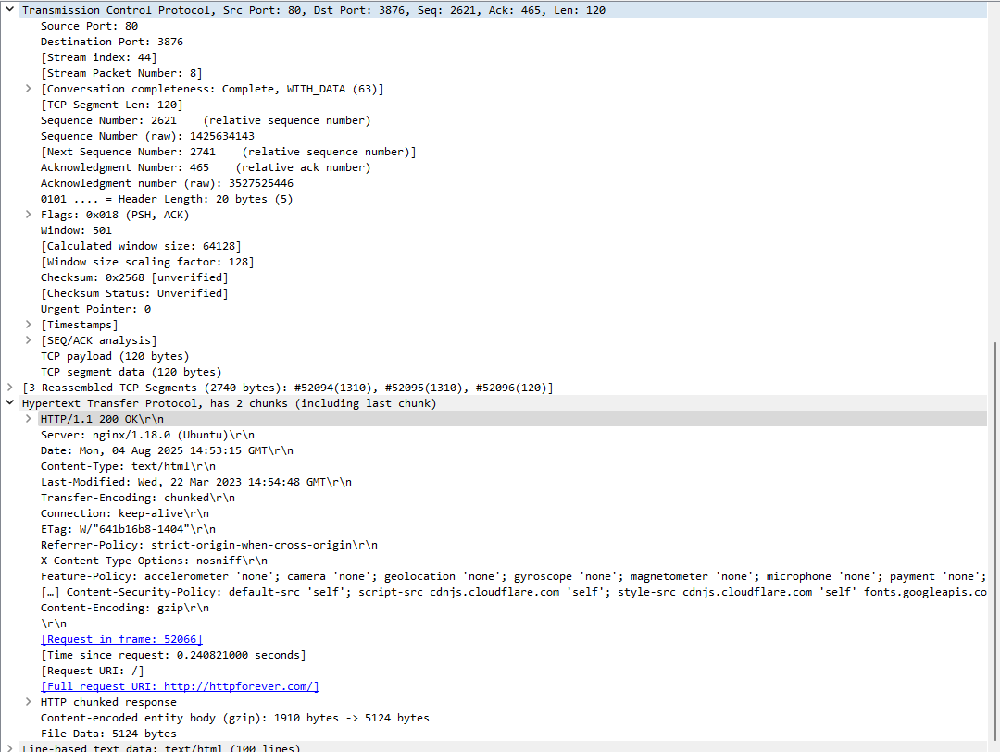 Transmission Control Protocol, Src Port: 80, Dst Port: 3876, Seq: 2621, Ack: 465, Len: 120
Source Port: 80
Destination Port: 3876
[Stream index: 44]
[Stream Packet Number: 8]
[Conversation completeness: Complete, WITH_DATA (63)]
[TCP Segment Len: 120]
Sequence Number: 2621    (relative sequence number)
Sequence Number (raw): 1425634143
[Next Sequence Number: 2741    (relative sequence number)]
Acknowledgment Number: 465    (relative ack number)
Acknowledgment number (raw): 3527525446
0101 .... = Header Length: 20 bytes (5)
Flags: 0x018 (PSH, ACK)
Window: 501
[Calculated window size: 64128]
[Window size scaling factor: 128]
Checksum: 0x2568 [unverified]
[Checksum Status: Unverified]
Urgent Pointer: 0
[Timestamps]
[SEQ/ACK analysis]
TCP payload (120 bytes)
TCP segment data (120 bytes)
[3 Reassembled TCP Segments (2740 bytes): #52094(1310), #52095(1310), #52096(120)]
Hypertext Transfer Protocol, has 2 chunks (including last chunk)
HTTP/1.1 200 OK\r\n
Server: nginx/1.18.0 (Ubuntu)\r\n
Date: Mon, 04 Aug 2025 14:53:15 GMT\r\n
Content-Type: text/html\r\n
Last-Modified: Wed, 22 Mar 2023 14:54:48 GMT\r\n
Transfer-Encoding: chunked\r\n
Connection: keep-alive\r\n
ETag: W/"641b16b8-1404"\r\n
Referrer-Policy: strict-origin-when-cross-origin\r\n
X-Content-Type-Options: nosniff\r\n
Feature-Policy: accelerometer 'none'; camera 'none'; geolocation 'none'; gyroscope 'none'; magnetometer 'none'; microphone 'none'; payment 'none';
[…] Content-Security-Policy: default-src 'self'; script-src cdnjs.cloudflare.com 'self'; style-src cdnjs.cloudflare.com 'self' fonts.googleapis.co
Content-Encoding: gzip\r\n
\r\n
[Request in frame: 52066]
[Time since request: 0.240821000 seconds]
[Request URI: /]
[Full request URI: http://httpforever.com/]
HTTP chunked response
Content-encoded entity body (gzip): 1910 bytes -> 5124 bytes
File Data: 5124 bytes
Line-based text data: text/html (100 lines)